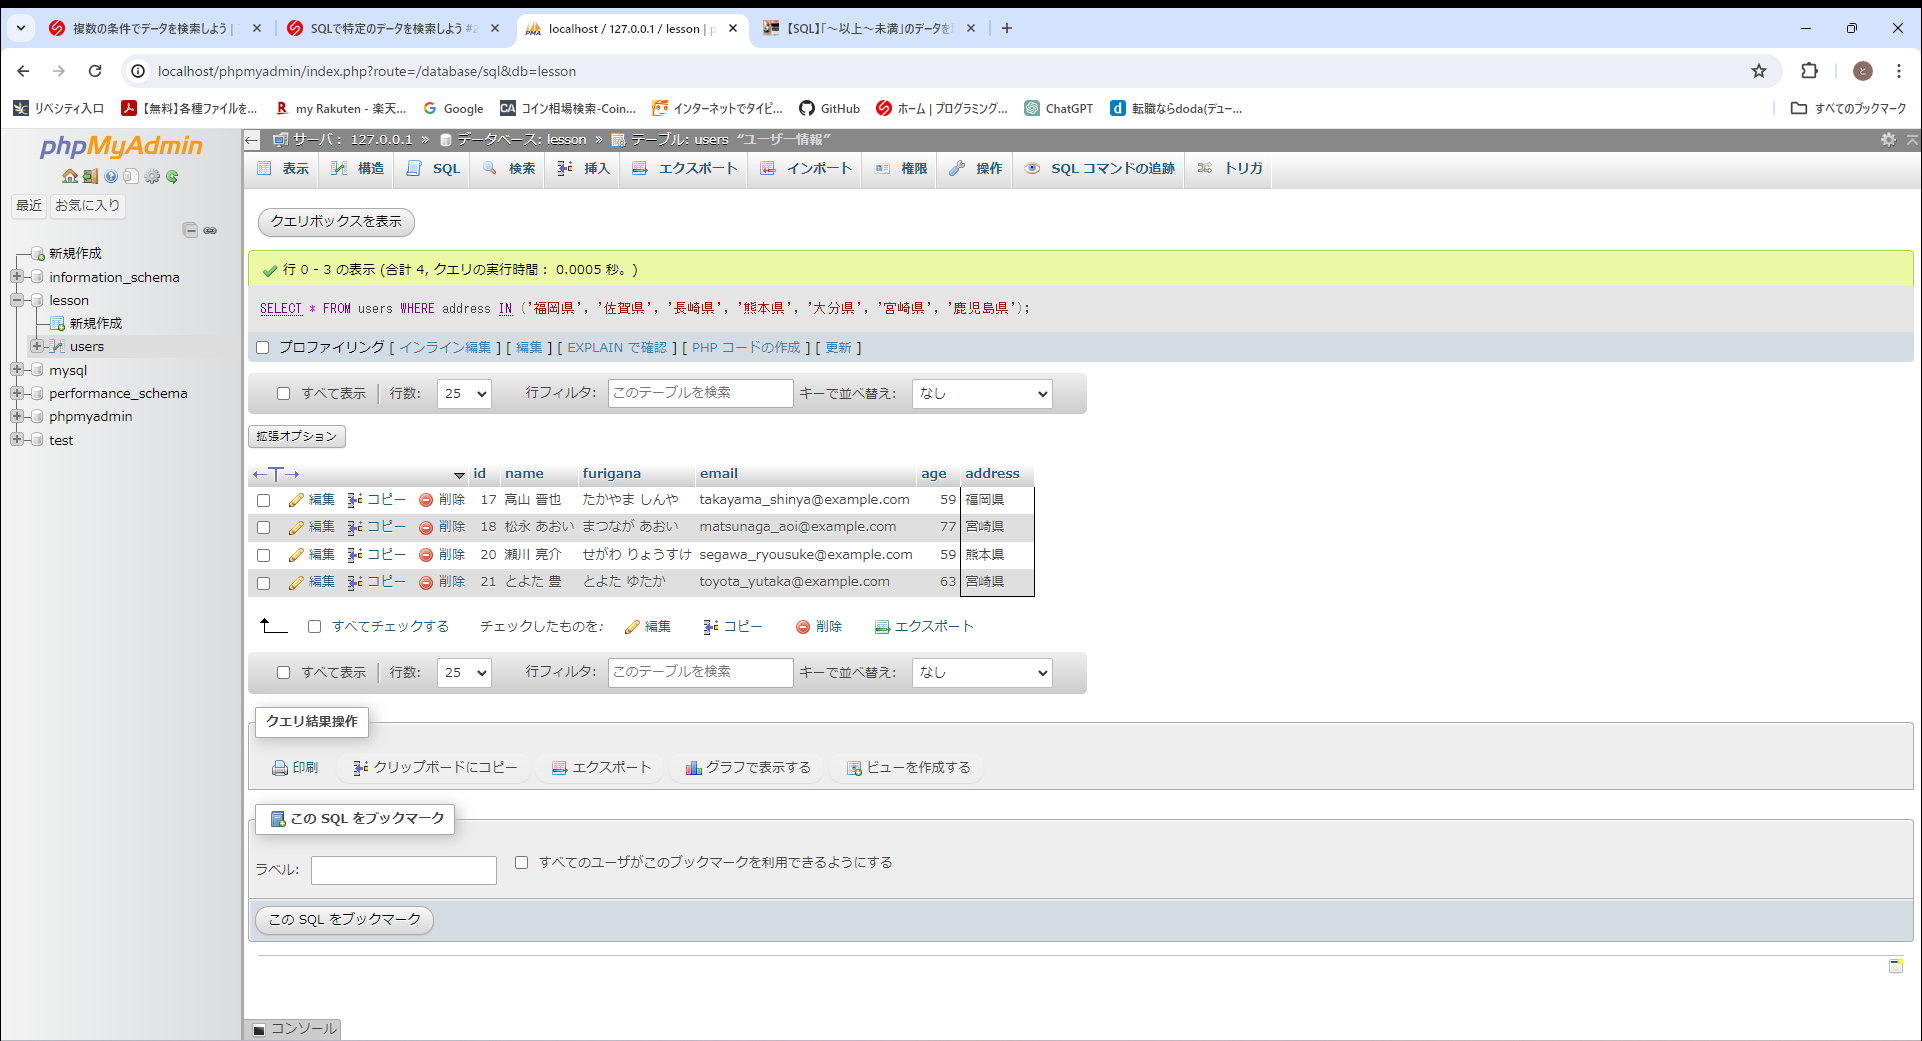 複数の条件でデータを検索しよう |
SQLで特定のデータを検索しよう #2
localhost / 127.0.0.1 / lesson | p
【SQL】「～以上～未満」のデータを
localhost/phpmyadmin/index.php?route=/database/sql&db=lesson
リベシティ入口
【無料】各種ファイルを...
my Rakuten - 楽天...
Google
コイン相場検索-Coin...
インターネットでタイピ...
GitHub
ホーム | プログラミング...
ChatGPT
転職ならdoda(デュー...
すべてのブックマーク
phpMyAdmin
最近
お気に入り
新規作成
information_schema
lesson
新規作成
users
mysql
performance_schema
phpmyadmin
test
サーバ： 127.0.0.1 » データベース: lesson » テーブル: users “ユーザー情報”
表示 構造 SQL 検索 挿入 エクスポート インポート 権限 操作 SQL コマンドの追跡 トリガ
クエリボックスを表示
行 0 - 3 の表示 (合計 4, クエリの実行時間： 0.0005 秒。)
SELECT * FROM users WHERE address IN ('福岡県', '佐賀県', '長崎県', '熊本県', '大分県', '宮崎県', '鹿児島県');
プロファイリング [ インライン編集 ] [ 編集 ] [ EXPLAIN で確認 ] [ PHP コードの作成 ] [ 更新 ]
すべて表示 行数: 25 行フィルタ: このテーブルを検索 キーで並べ替え: なし
拡張オプション
←T→ id name furigana email age address
編集 コピー 削除 17 高山 晋也 たかやま しんや takayama_shinya@example.com 59 福岡県
編集 コピー 削除 18 松永 あおい まつなが あおい matsunaga_aoi@example.com 77 宮崎県
編集 コピー 削除 20 瀬川 亮介 せがわ りょうすけ segawa_ryousuke@example.com 59 熊本県
編集 コピー 削除 21 とよた 豊 とよた ゆたか toyota_yutaka@example.com 63 宮崎県
すべてチェックする チェックしたものを: 編集 コピー 削除 エクスポート
すべて表示 行数: 25 行フィルタ: このテーブルを検索 キーで並べ替え: なし
クエリ結果操作
印刷 クリップボードにコピー エクスポート グラフで表示する ビューを作成する
この SQL をブックマーク
ラベル: すべてのユーザがこのブックマークを利用できるようにする
この SQL をブックマーク
コンソール